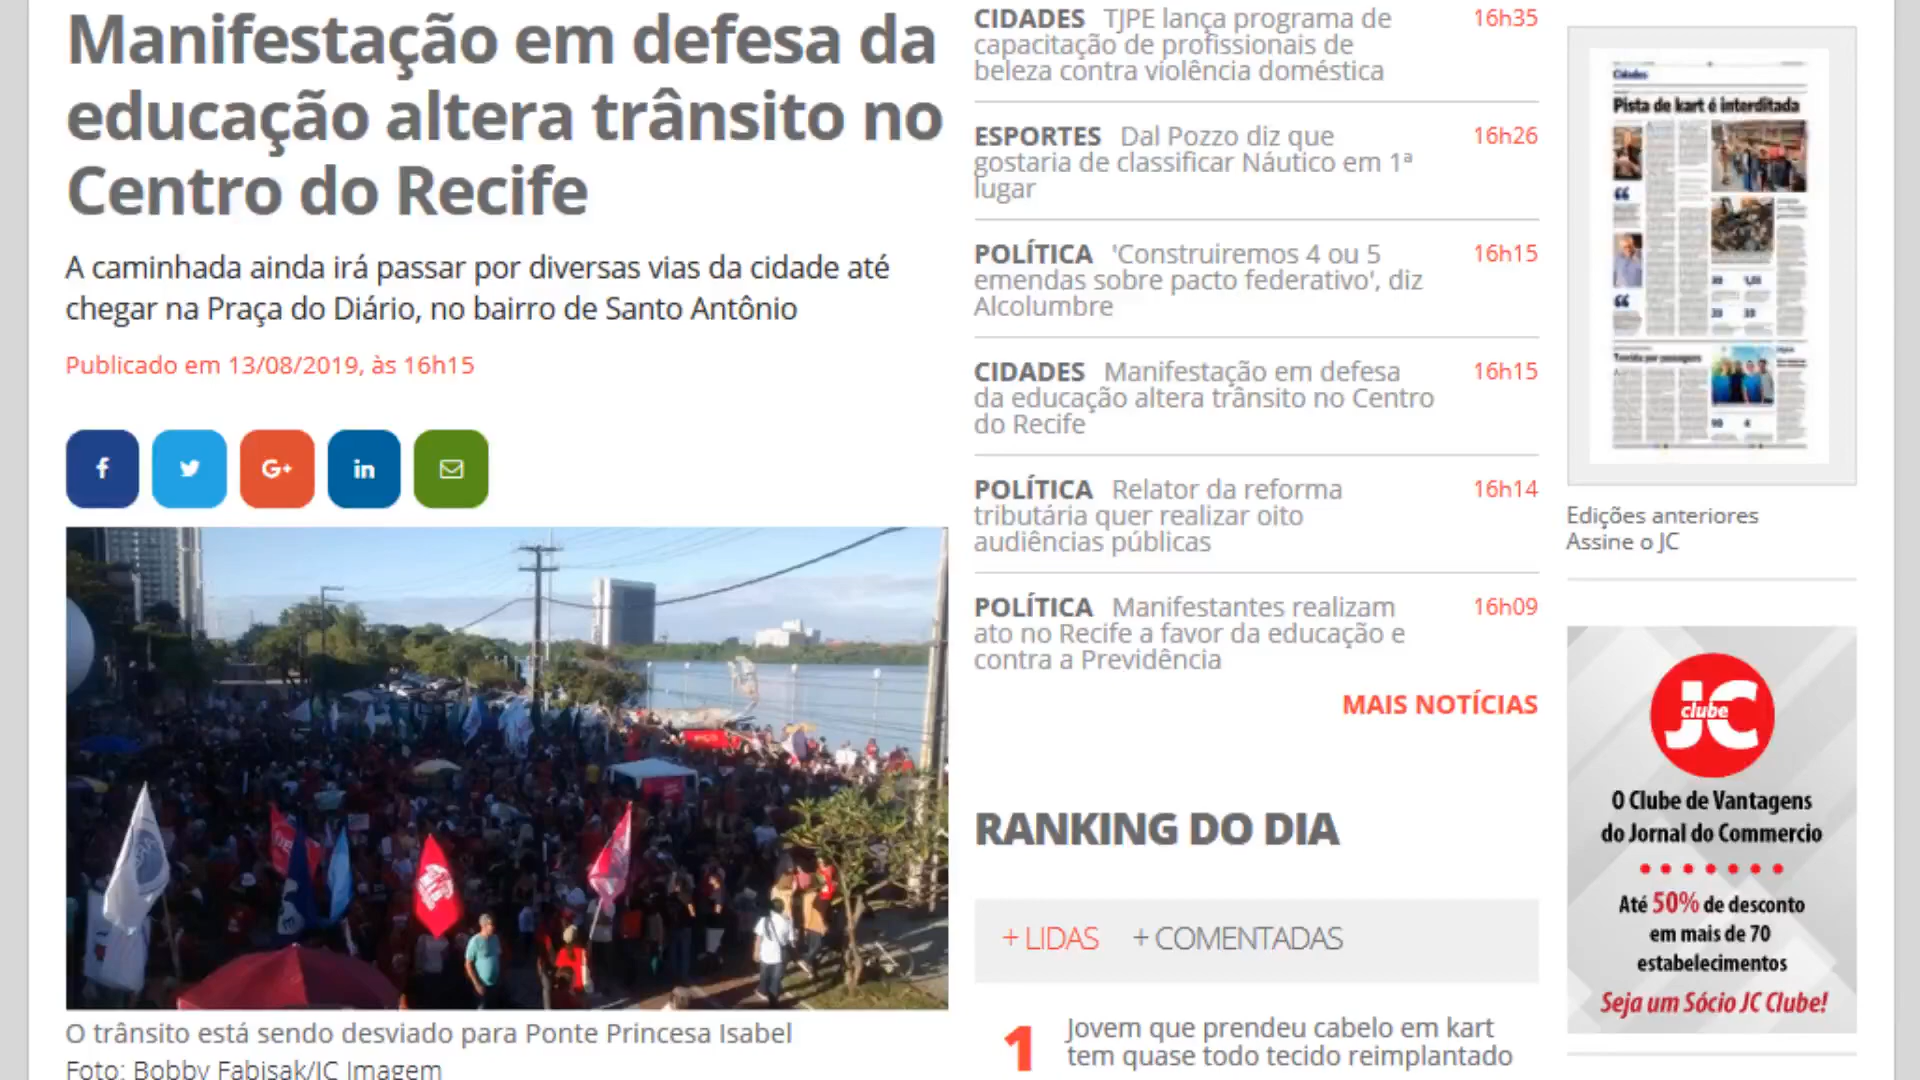 Manifestação em defesa da
educação altera trânsito no
Centro do Recife
A caminhada ainda irá passar por diversas vias da cidade até
chegar na Praça do Diário, no bairro de Santo Antônio
Publicado em 13/08/2019, às 16h15
f
G+
in
O trânsito está sendo desviado para Ponte Princesa Isabel
Foto: Bobby Fabisak/JC Imagem
CIDADES TJPE lança programa de 16h35
capacitação de profissionais de
beleza contra violência doméstica
ESPORTES Dal Pozzo diz que 16h26
gostaria de classificar Náutico em 1ª
lugar
POLÍTICA 'Construiremos 4 ou 5 16h15
emendas sobre pacto federativo', diz
Alcolumbre
CIDADES Manifestação em defesa 16h15
da educação altera trânsito no Centro
do Recife
POLÍTICA Relator da reforma 16h14
tributária quer realizar oito
audiências públicas
POLÍTICA Manifestantes realizam 16h09
ato no Recife a favor da educação e
contra a Previdência
MAIS NOTÍCIAS
RANKING DO DIA
+ LIDAS + COMENTADAS
1 Jovem que prendeu cabelo em kart
tem quase todo tecido reimplantado
Cidades
Pista de kart é interditada
Edições anteriores
Assine o JC
JC clube
O Clube de Vantagens
do Jornal do Commercio
Até 50% de desconto
em mais de 70
estabelecimentos
Seja um Sócio JC Clube!